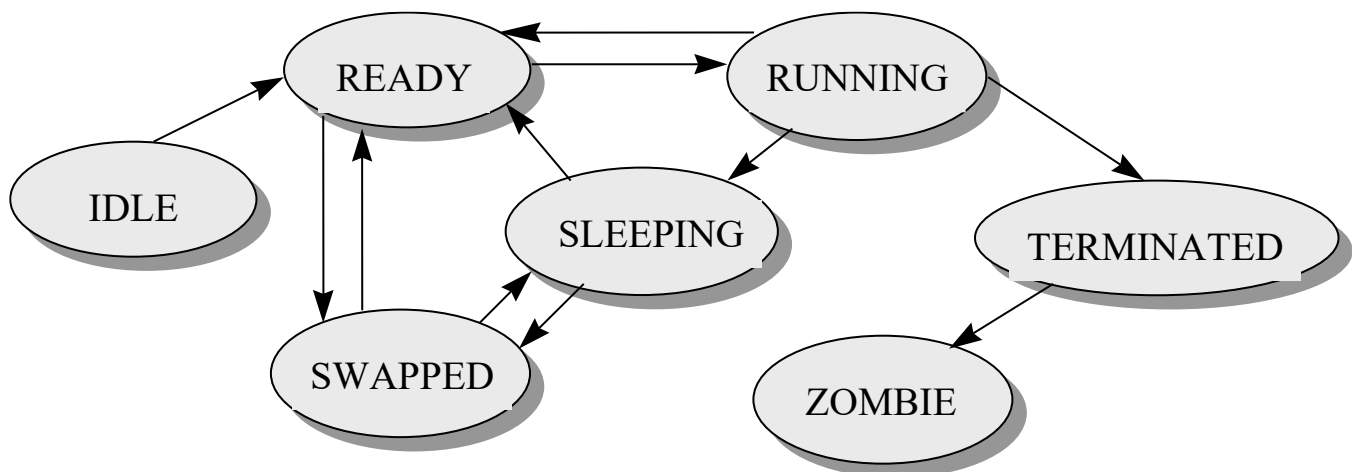 READY
RUNNING
IDLE
SLEEPING
TERMINATED
SWAPPED
ZOMBIE